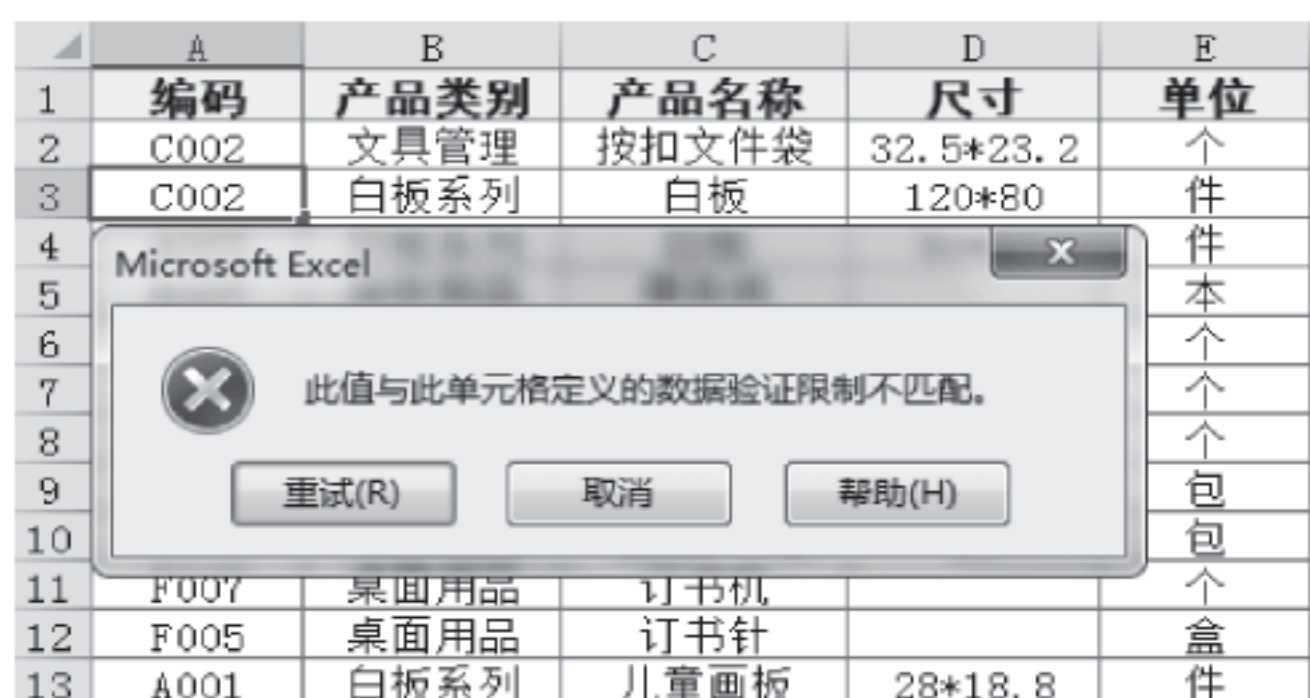 A B C D E
1 编码 产品类别 产品名称 尺寸 单位
2 C002 文具管理 按扣文件袋 32.5*23.2 个
3 C002 白板系列 白板 120*80 件
4 件
Microsoft Excel
5 本
6 个
7 此值与此单元格定义的数据验证限制不匹配。 个
8 个
9 重试(R) 取消 帮助(H) 包
10 包
11 F007 桌面用品 订书机 个
12 F005 桌面用品 订书针 盒
13 A001 白板系列 儿童画板 28*18.8 件